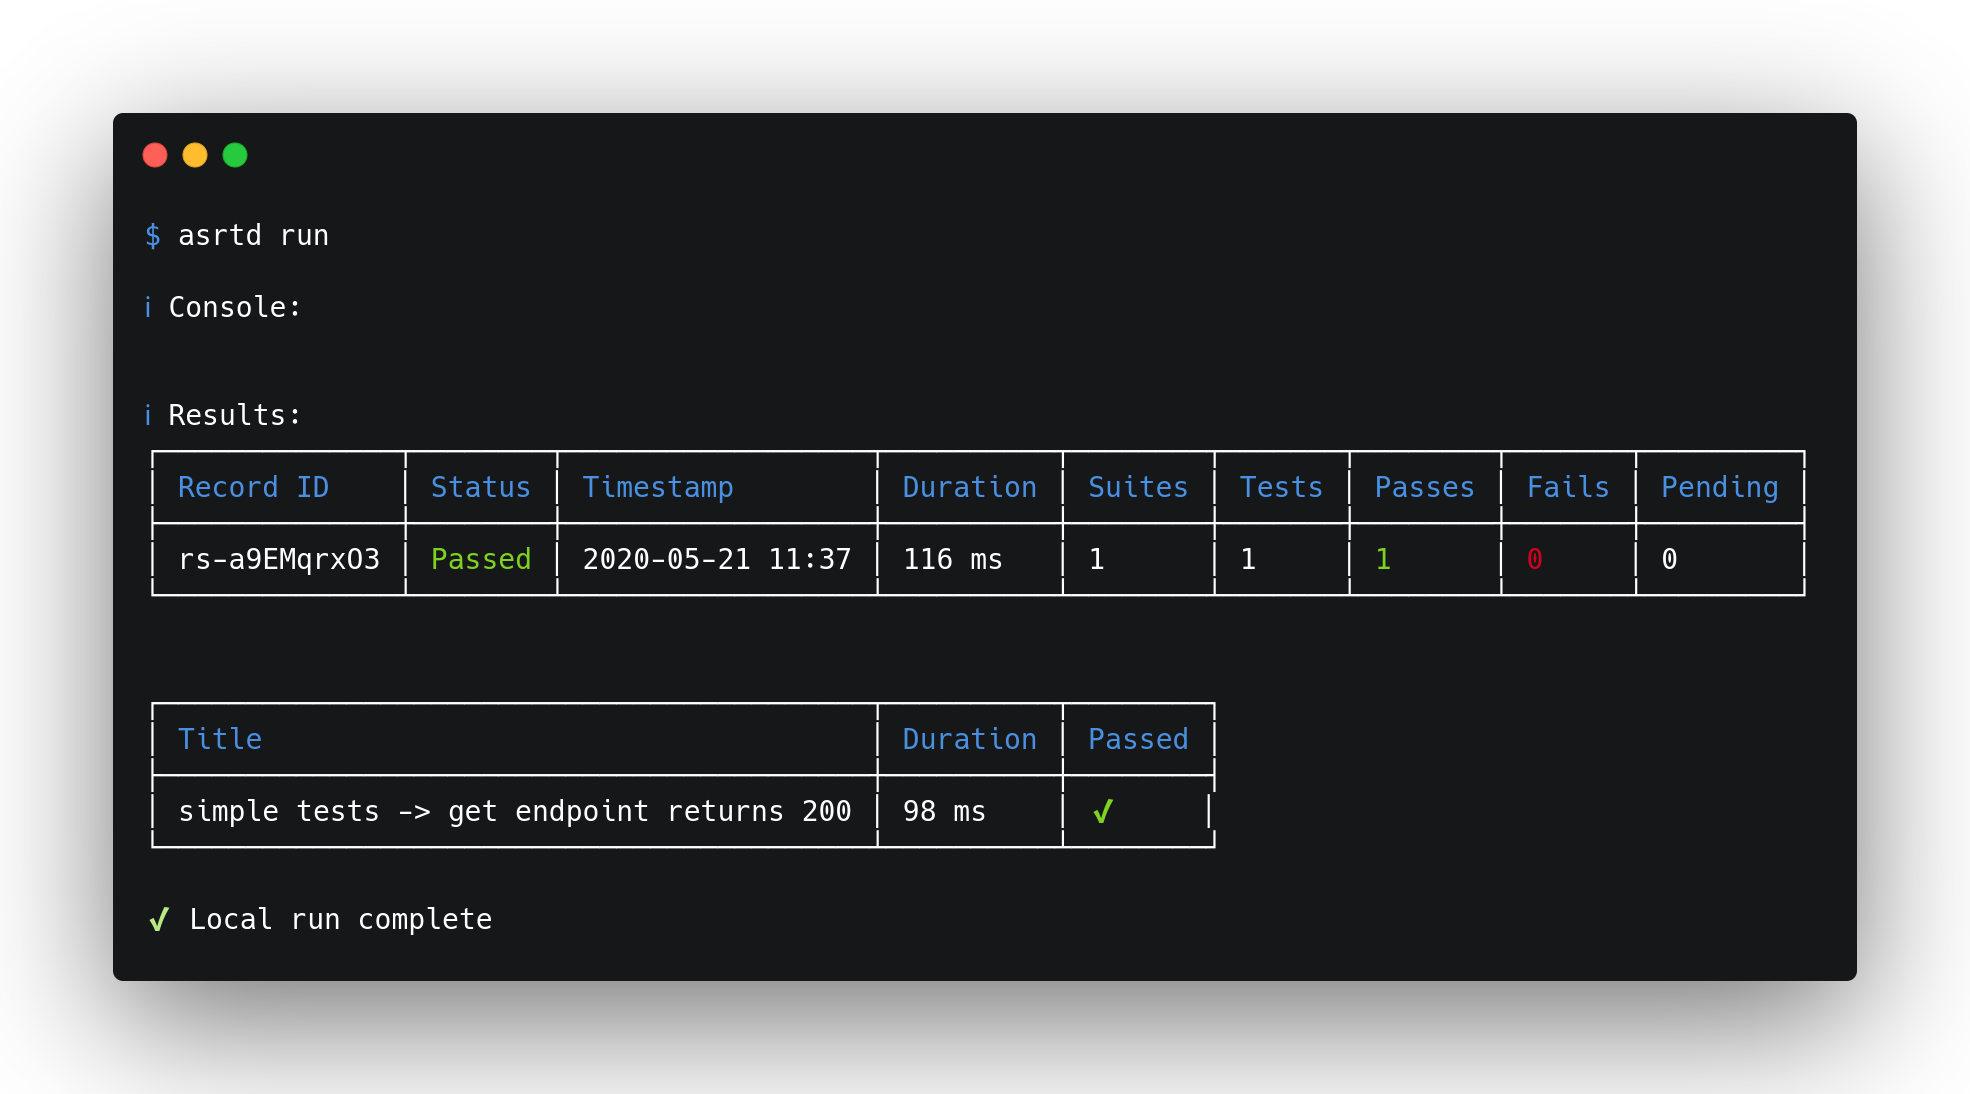 $ asrtd run
i Console:
i Results:
Record ID Status Timestamp Duration Suites Tests Passes Fails Pending
rs-a9EMqrxO3 Passed 2020-05-21 11:37 116 ms 1 1 1 0 0
Title Duration Passed
simple tests -> get endpoint returns 200 98 ms ✓
✓ Local run complete